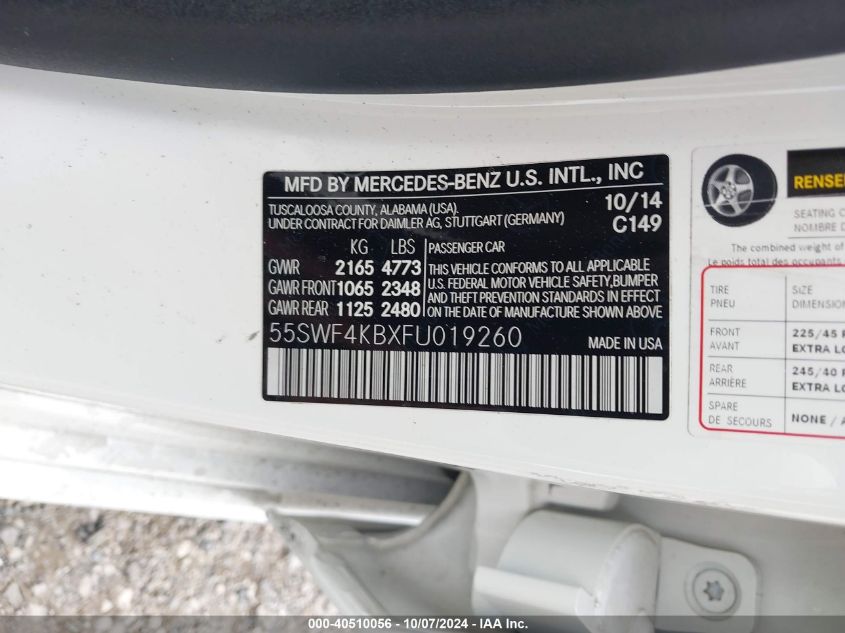 MFD BY MERCEDES-BENZ U.S. INTL., INC
TUSCALOOSA COUNTY, ALABAMA (USA). 10/14
UNDER CONTRACT FOR DAIMLER AG, STUTTGART (GERMANY) C149
KG LBS PASSENGER CAR
GVWR 2165 4773
GAWR FRONT 1065 2348
GAWR REAR 1125 2480
THIS VEHICLE CONFORMS TO ALL APPLICABLE
U.S. FEDERAL MOTOR VEHICLE SAFETY,BUMPER
AND THEFT PREVENTION STANDARDS IN EFFECT
ON THE DATE OF MANUFACTURE SHOWN ABOVE.
55SWF4KBXFU019260 MADE IN USA
RENSE
SEATING
NOMBRE
The combined weight of
Le poids total des occupants
TIRE SIZE
PNEU DIMENSION
FRONT 225/45
AVANT EXTRA
REAR 245/40
ARRIÈRE EXTRA
SPARE
DE SECOURS NONE /
000-40510056 - 10/07/2024 - IAA Inc.